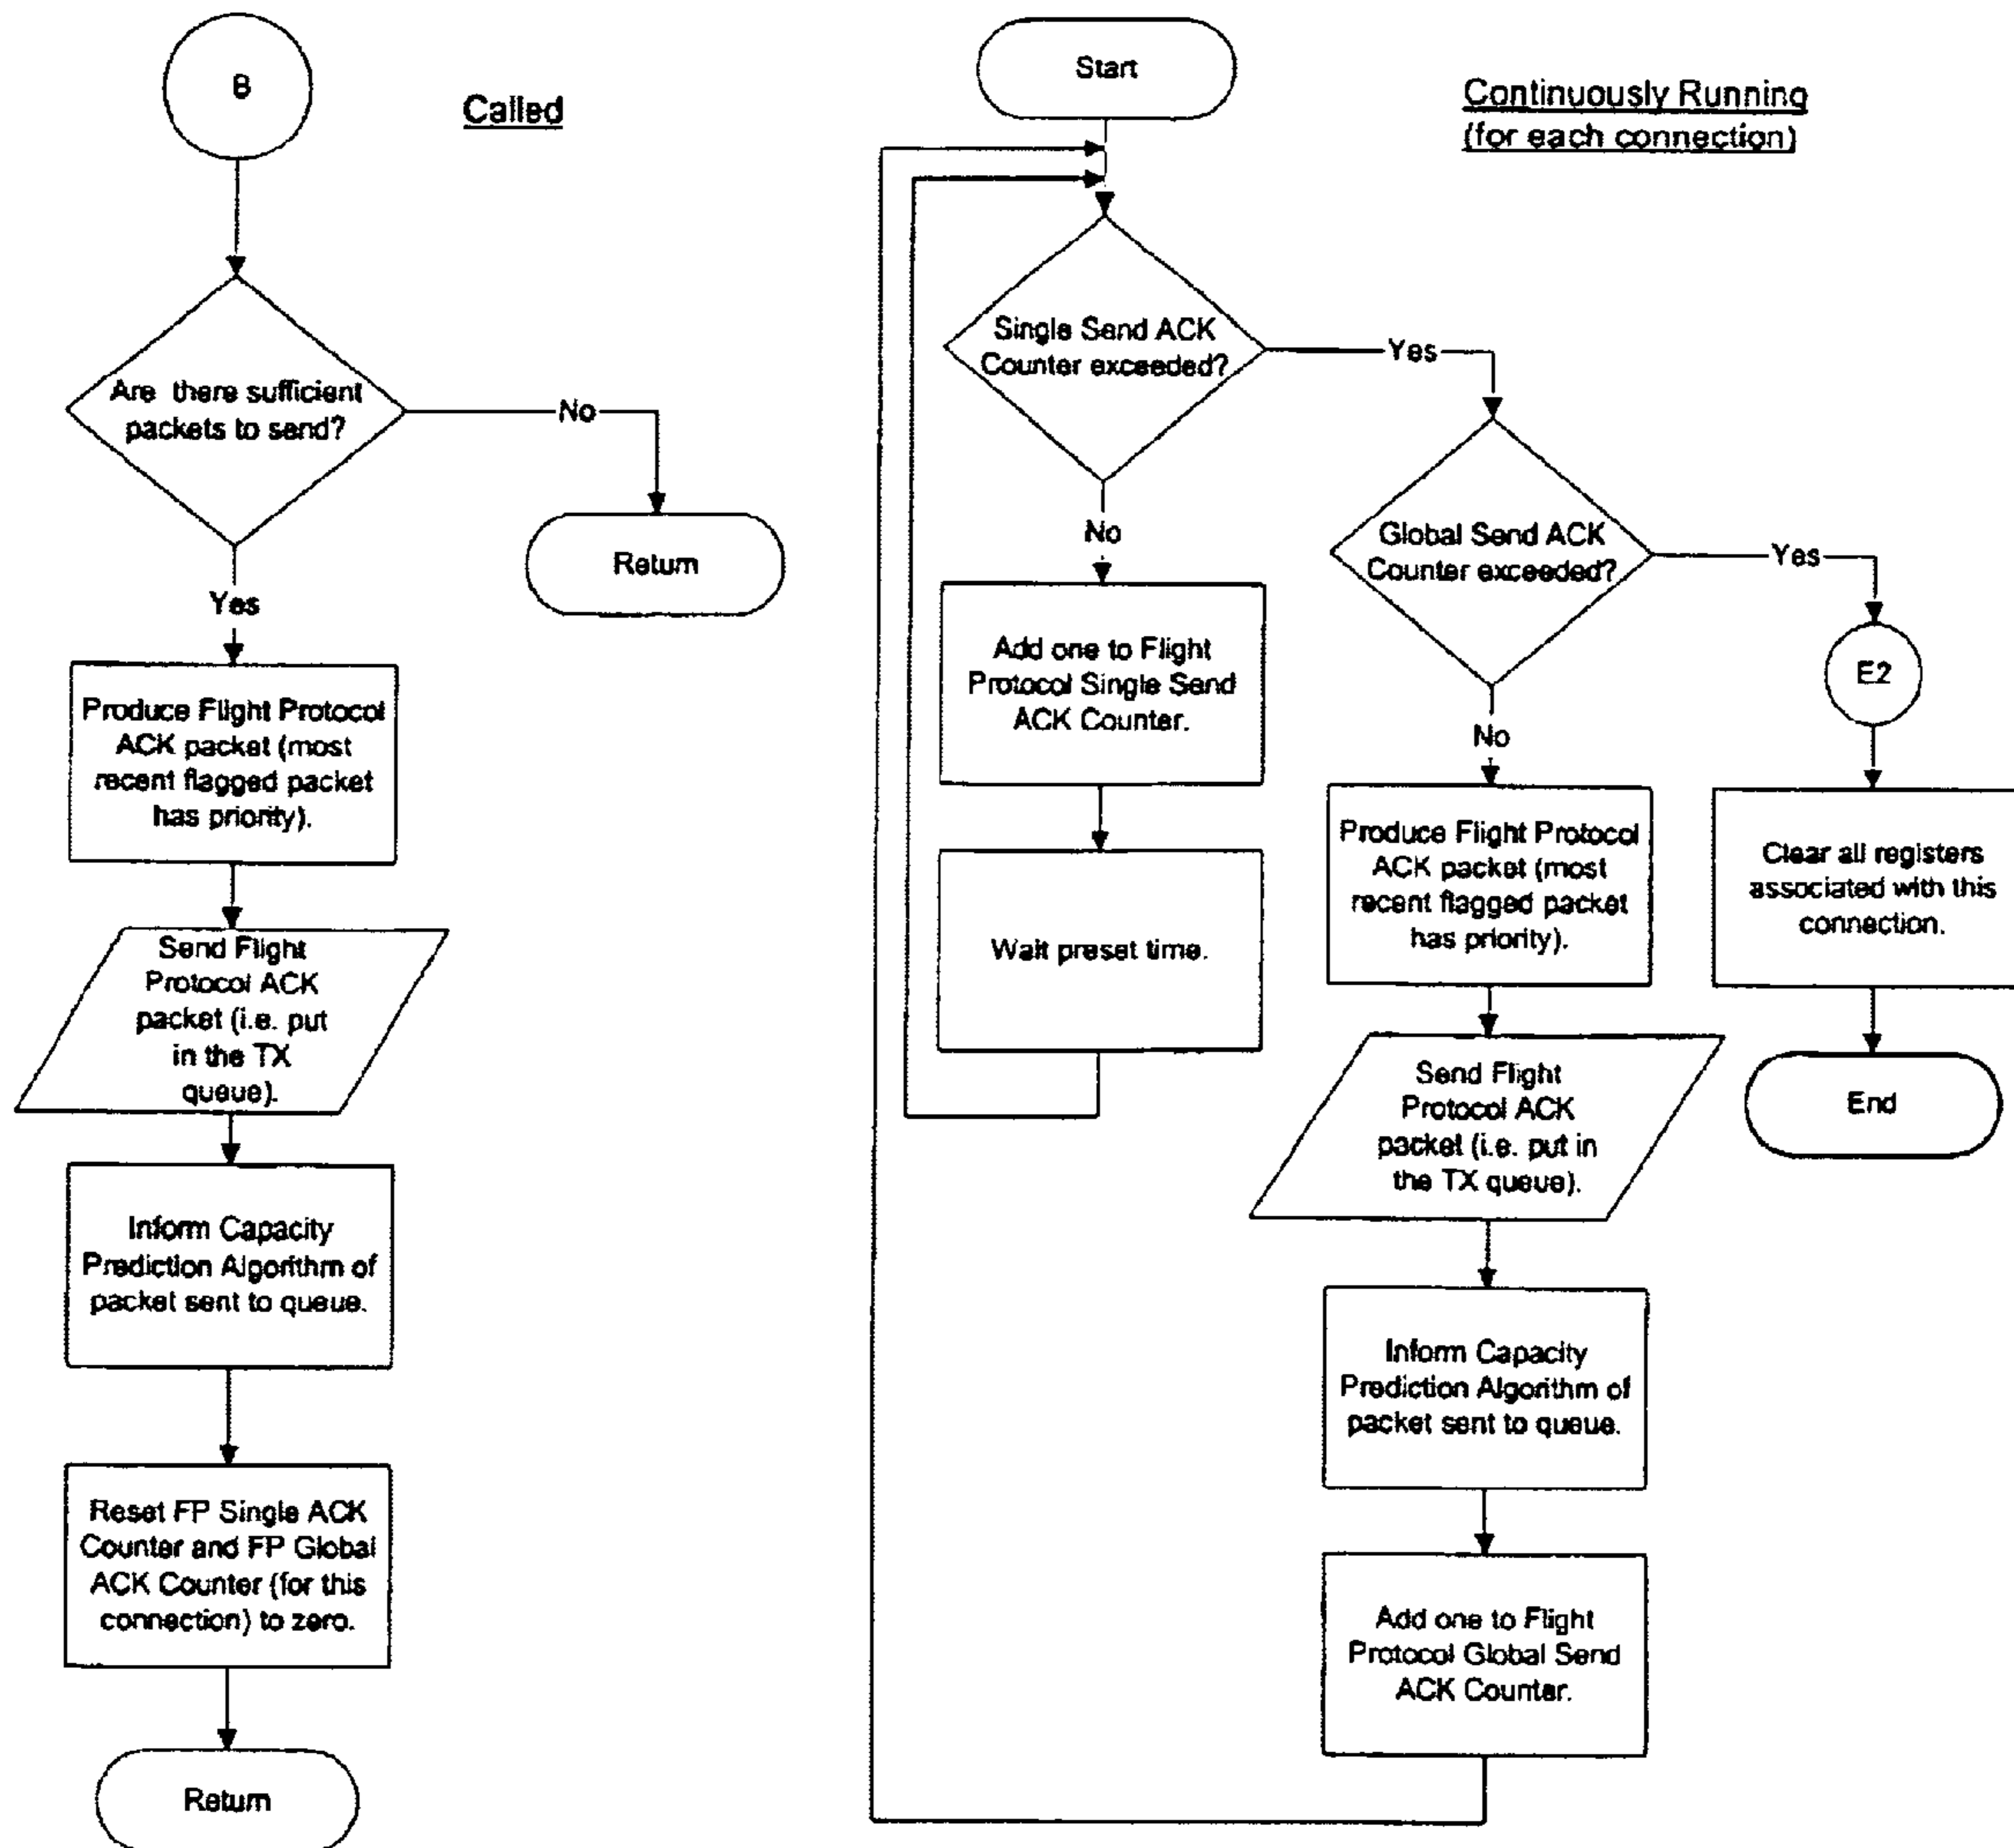 B
Called
Are there sufficient
packets to send?
No
Return
Yes
Produce Flight Protocol
ACK packet (most
recent flagged packet
has priority).
Send Flight
Protocol ACK
packet (i.e. put
in the TX
queue).
Inform Capacity
Prediction Algorithm of
packet sent to queue.
Reset FP Single ACK
Counter and FP Global
ACK Counter (for this
connection) to zero.
Return
Start
Continuously Running
(for each connection)
Single Send ACK
Counter exceeded?
Yes
No
Add one to Flight
Protocol Single Send
ACK Counter.
Wait preset time.
Global Send ACK
Counter exceeded?
Yes
E2
Clear all registers
associated with this
connection.
End
No
Produce Flight Protocol
ACK packet (most
recent flagged packet
has priority).
Send Flight
Protocol ACK
packet (i.e. put in
the TX queue).
Inform Capacity
Prediction Algorithm of
packet sent to queue.
Add one to Flight
Protocol Global Send
ACK Counter.